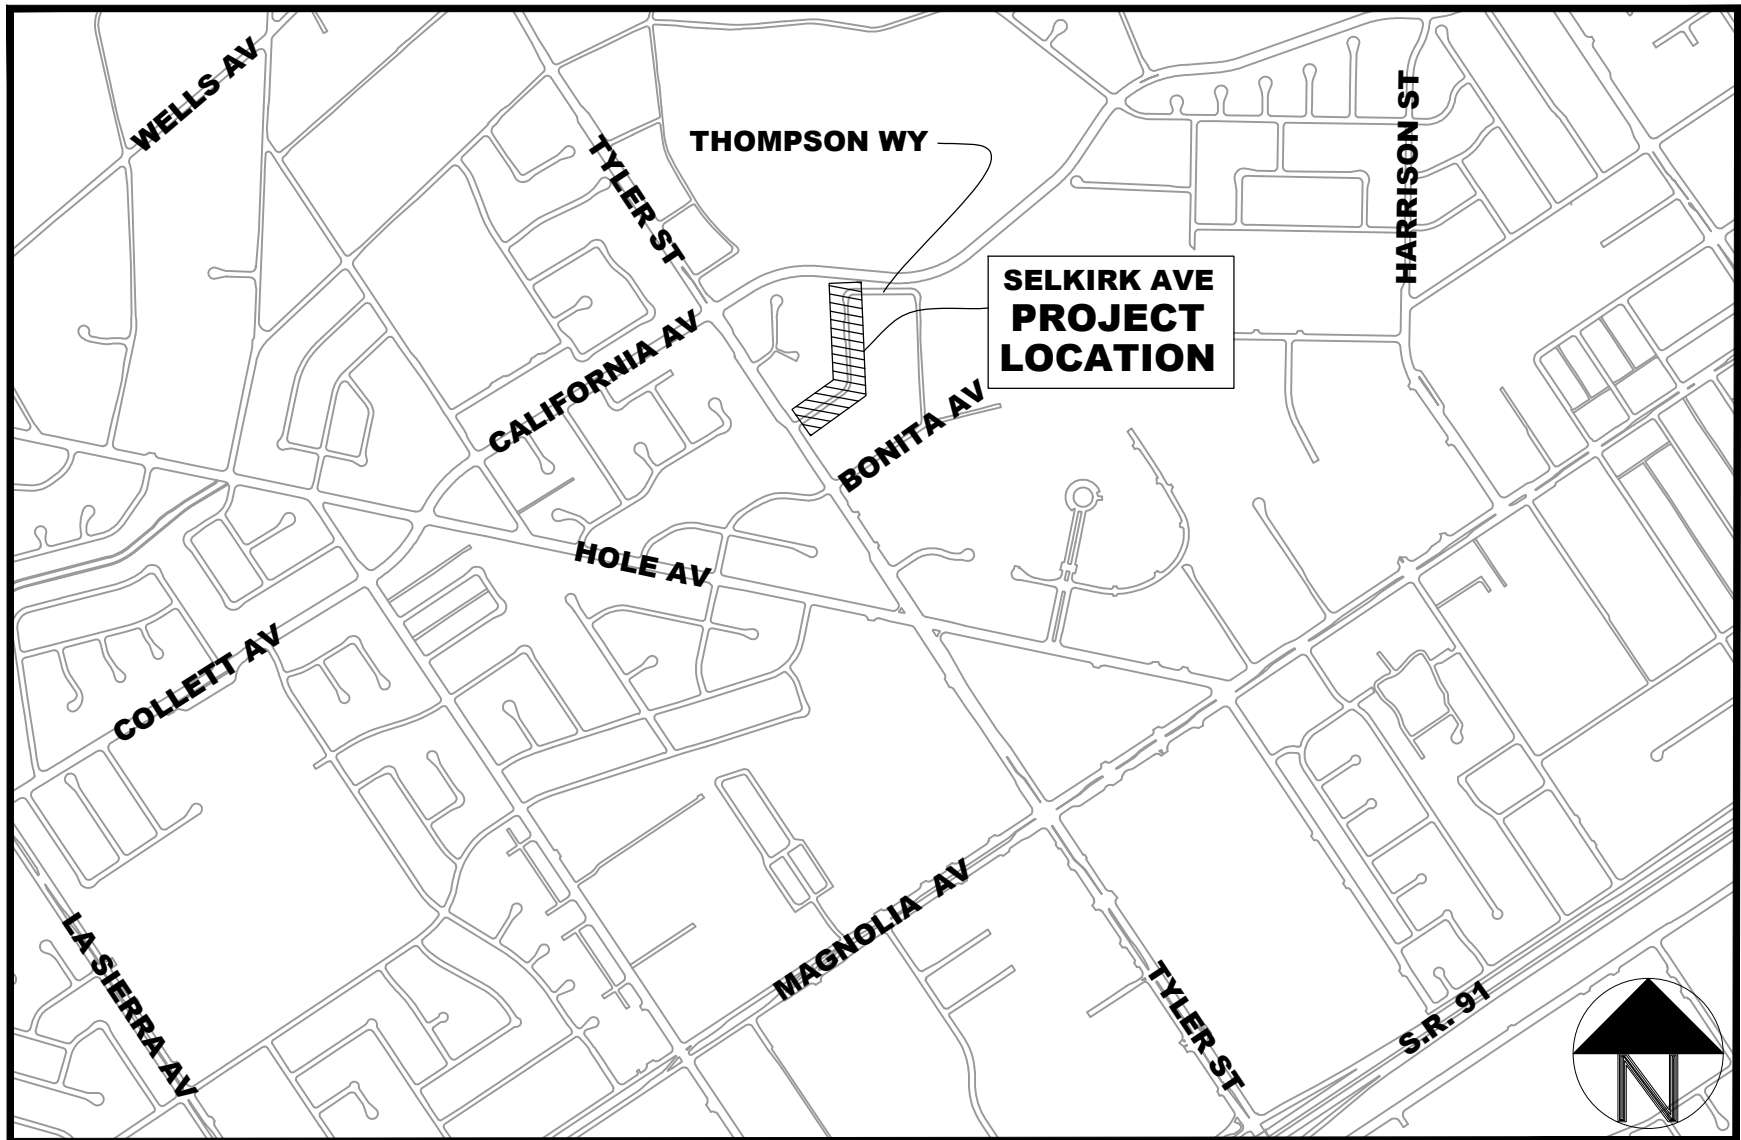 WELLS AV
TYLER ST
THOMPSON WY
HARRISON ST
SELKIRK AVE
PROJECT
LOCATION
CALIFORNIA AV
BONITA AV
HOLE AV
COLLETT AV
MAGNOLIA AV
LA SIERRA AV
TYLER ST
S.R. 91
N